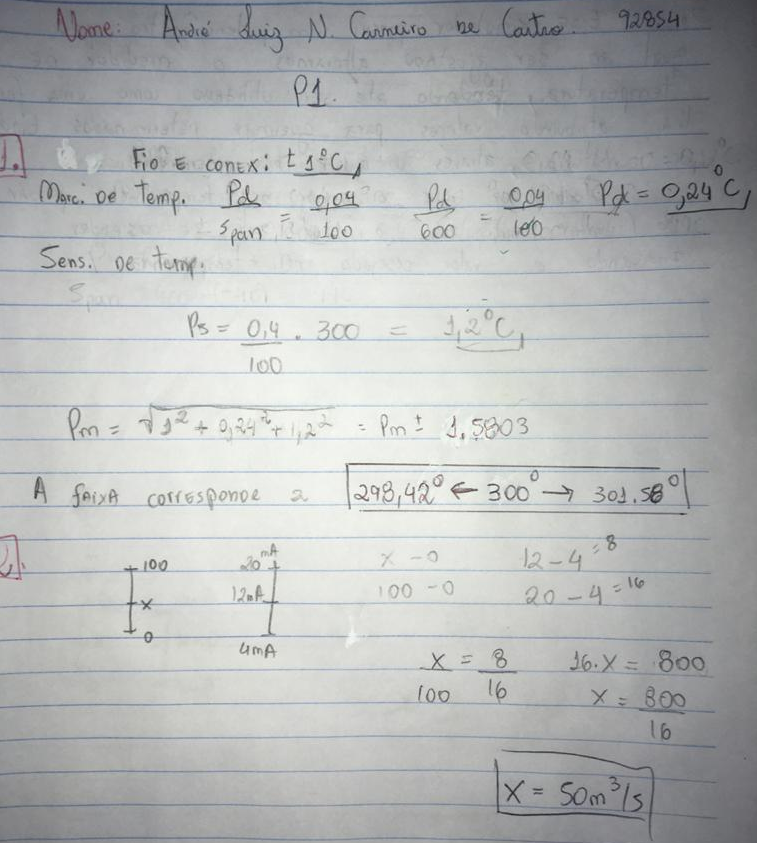 Nome: André Luiz N. Carneiro de Castro. 92854
P1.
1.
Fio e conex: ± 1°C
Marc. de Temp. Pd/Span = 0,04/100 Pd/600 = 0,04/100 Pd = 0,24°C
Sens. de temp.
Ps = 0,4/100 . 300 = 1,2°C
Pm = √1² + 0,24² + 1,2² = Pm ± 1,5803
A faixa corresponde a 298,42° ← 300° → 301.58°
2.
100 20 mA x - 0 12 - 4 = 8
x 12mA 100 - 0 20 - 4 = 16
0 4mA
x/100 = 8/16 16.x = 800
x = 800/16
x = 50m³/s